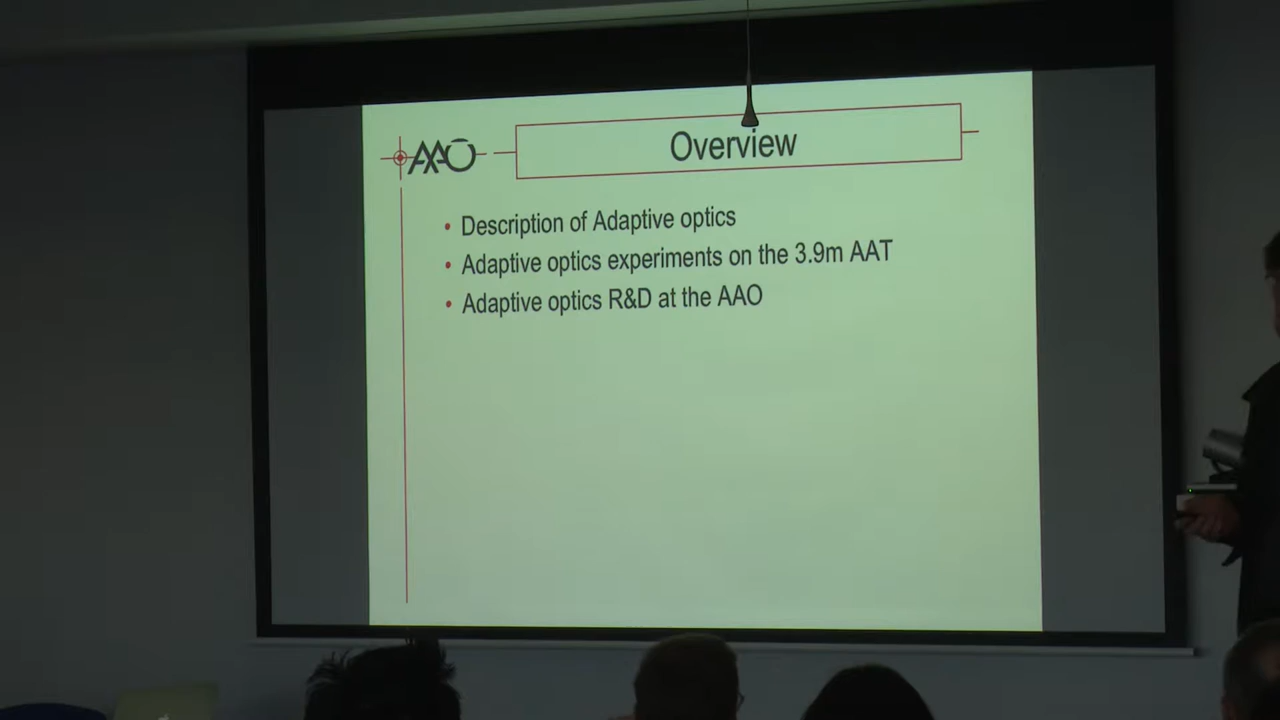 AAO
Overview
• Description of Adaptive optics
• Adaptive optics experiments on the 3.9m AAT
• Adaptive optics R&D at the AAO